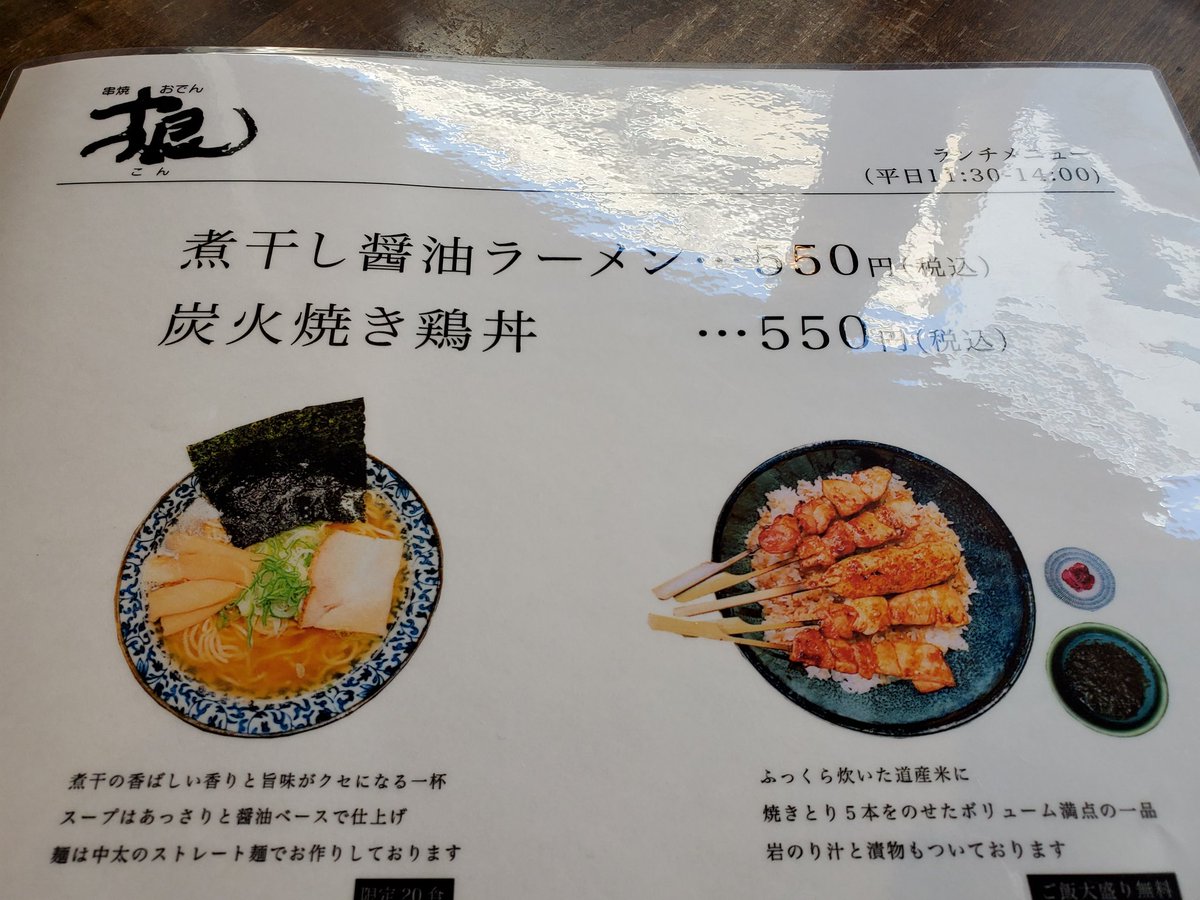 串焼 おでん
こん
ランチメニュー
(平日11:30-14:00)
煮干し醤油ラーメン…550円(税込)
炭火焼き鶏丼 …550円(税込)
煮干の香ばしい香りと旨味がクセになる一杯
スープはあっさりと醤油ベースで仕上げ
麺は中太のストレート麺でお作りしております
ふっくら炊いた道産米に
焼きとり5本をのせたボリューム満点の一品
岩のり汁と漬物もついております
限定20食
ご飯大盛り無料